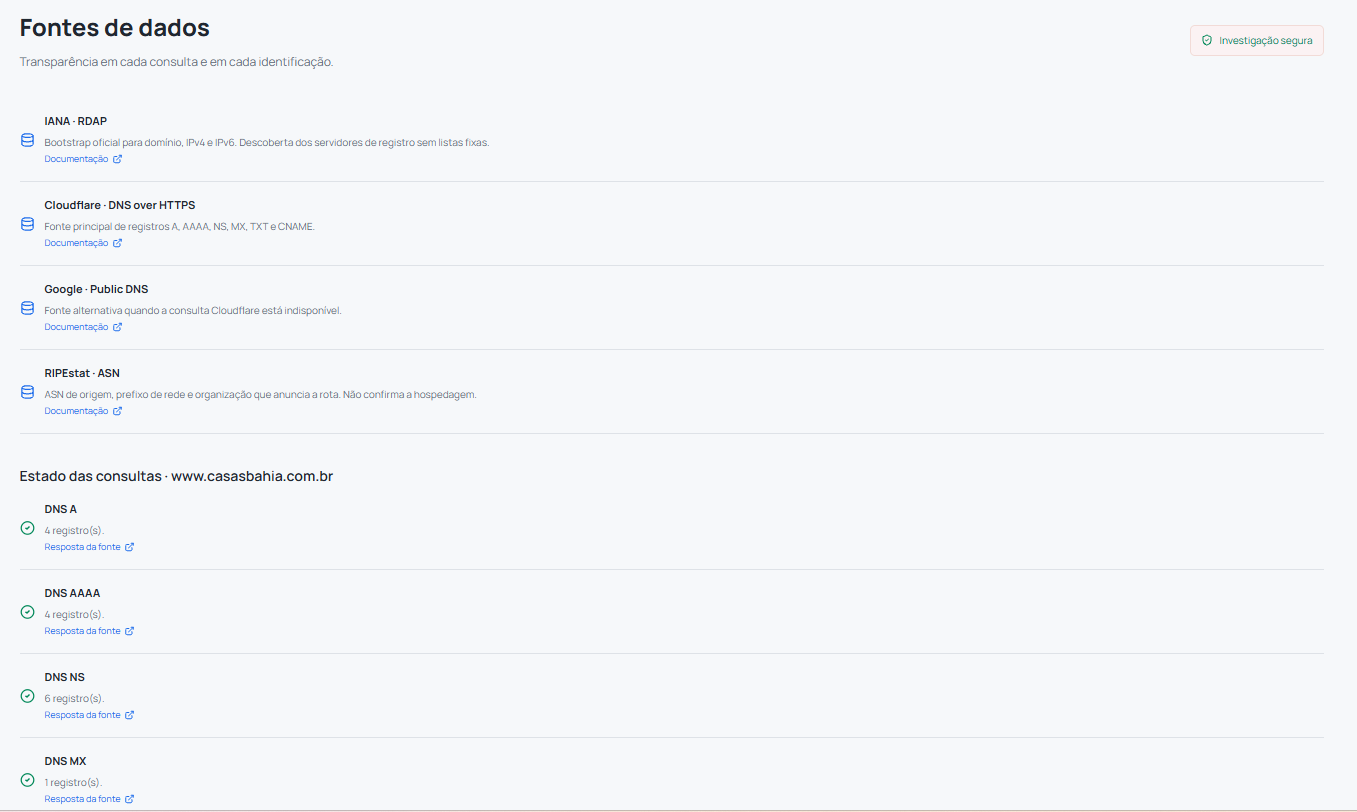 Fontes de dados
Investigação segura
Transparência em cada consulta e em cada identificação.
IANA · RDAP
Bootstrap oficial para domínio, IPv4 e IPv6. Descoberta dos servidores de registro sem listas fixas.
Documentação
Cloudflare · DNS over HTTPS
Fonte principal de registros A, AAAA, NS, MX, TXT e CNAME.
Documentação
Google · Public DNS
Fonte alternativa quando a consulta Cloudflare está indisponível.
Documentação
RIPEstat · ASN
ASN de origem, prefixo de rede e organização que anuncia a rota. Não confirma a hospedagem.
Documentação
Estado das consultas · www.casasbahia.com.br
DNS A
4 registro(s).
Resposta da fonte
DNS AAAA
4 registro(s).
Resposta da fonte
DNS NS
6 registro(s).
Resposta da fonte
DNS MX
1 registro(s).
Resposta da fonte